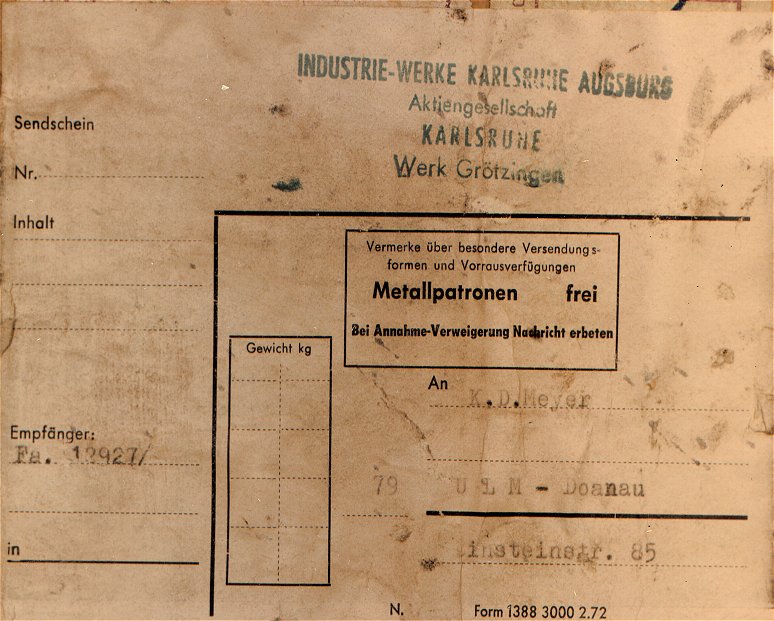 INDUSTRIE-WERKE KARLSRUHE AUGSBURG
Aktiengesellschaft
KARLSRUHE
Werk Grötzingen
Sendschein
Nr.
Inhalt
Vermerke über besondere Versendungs-
formen und Vorrausverfügungen
Metallpatronen frei
Bei Annahme-Verweigerung Nachricht erbeten
Gewicht kg
An
K.D.Meyer
Empfänger:
Fa. 12927/
79 U L M - Doanau
in
insteinstr. 85
N. Form 1388 3000 2.72